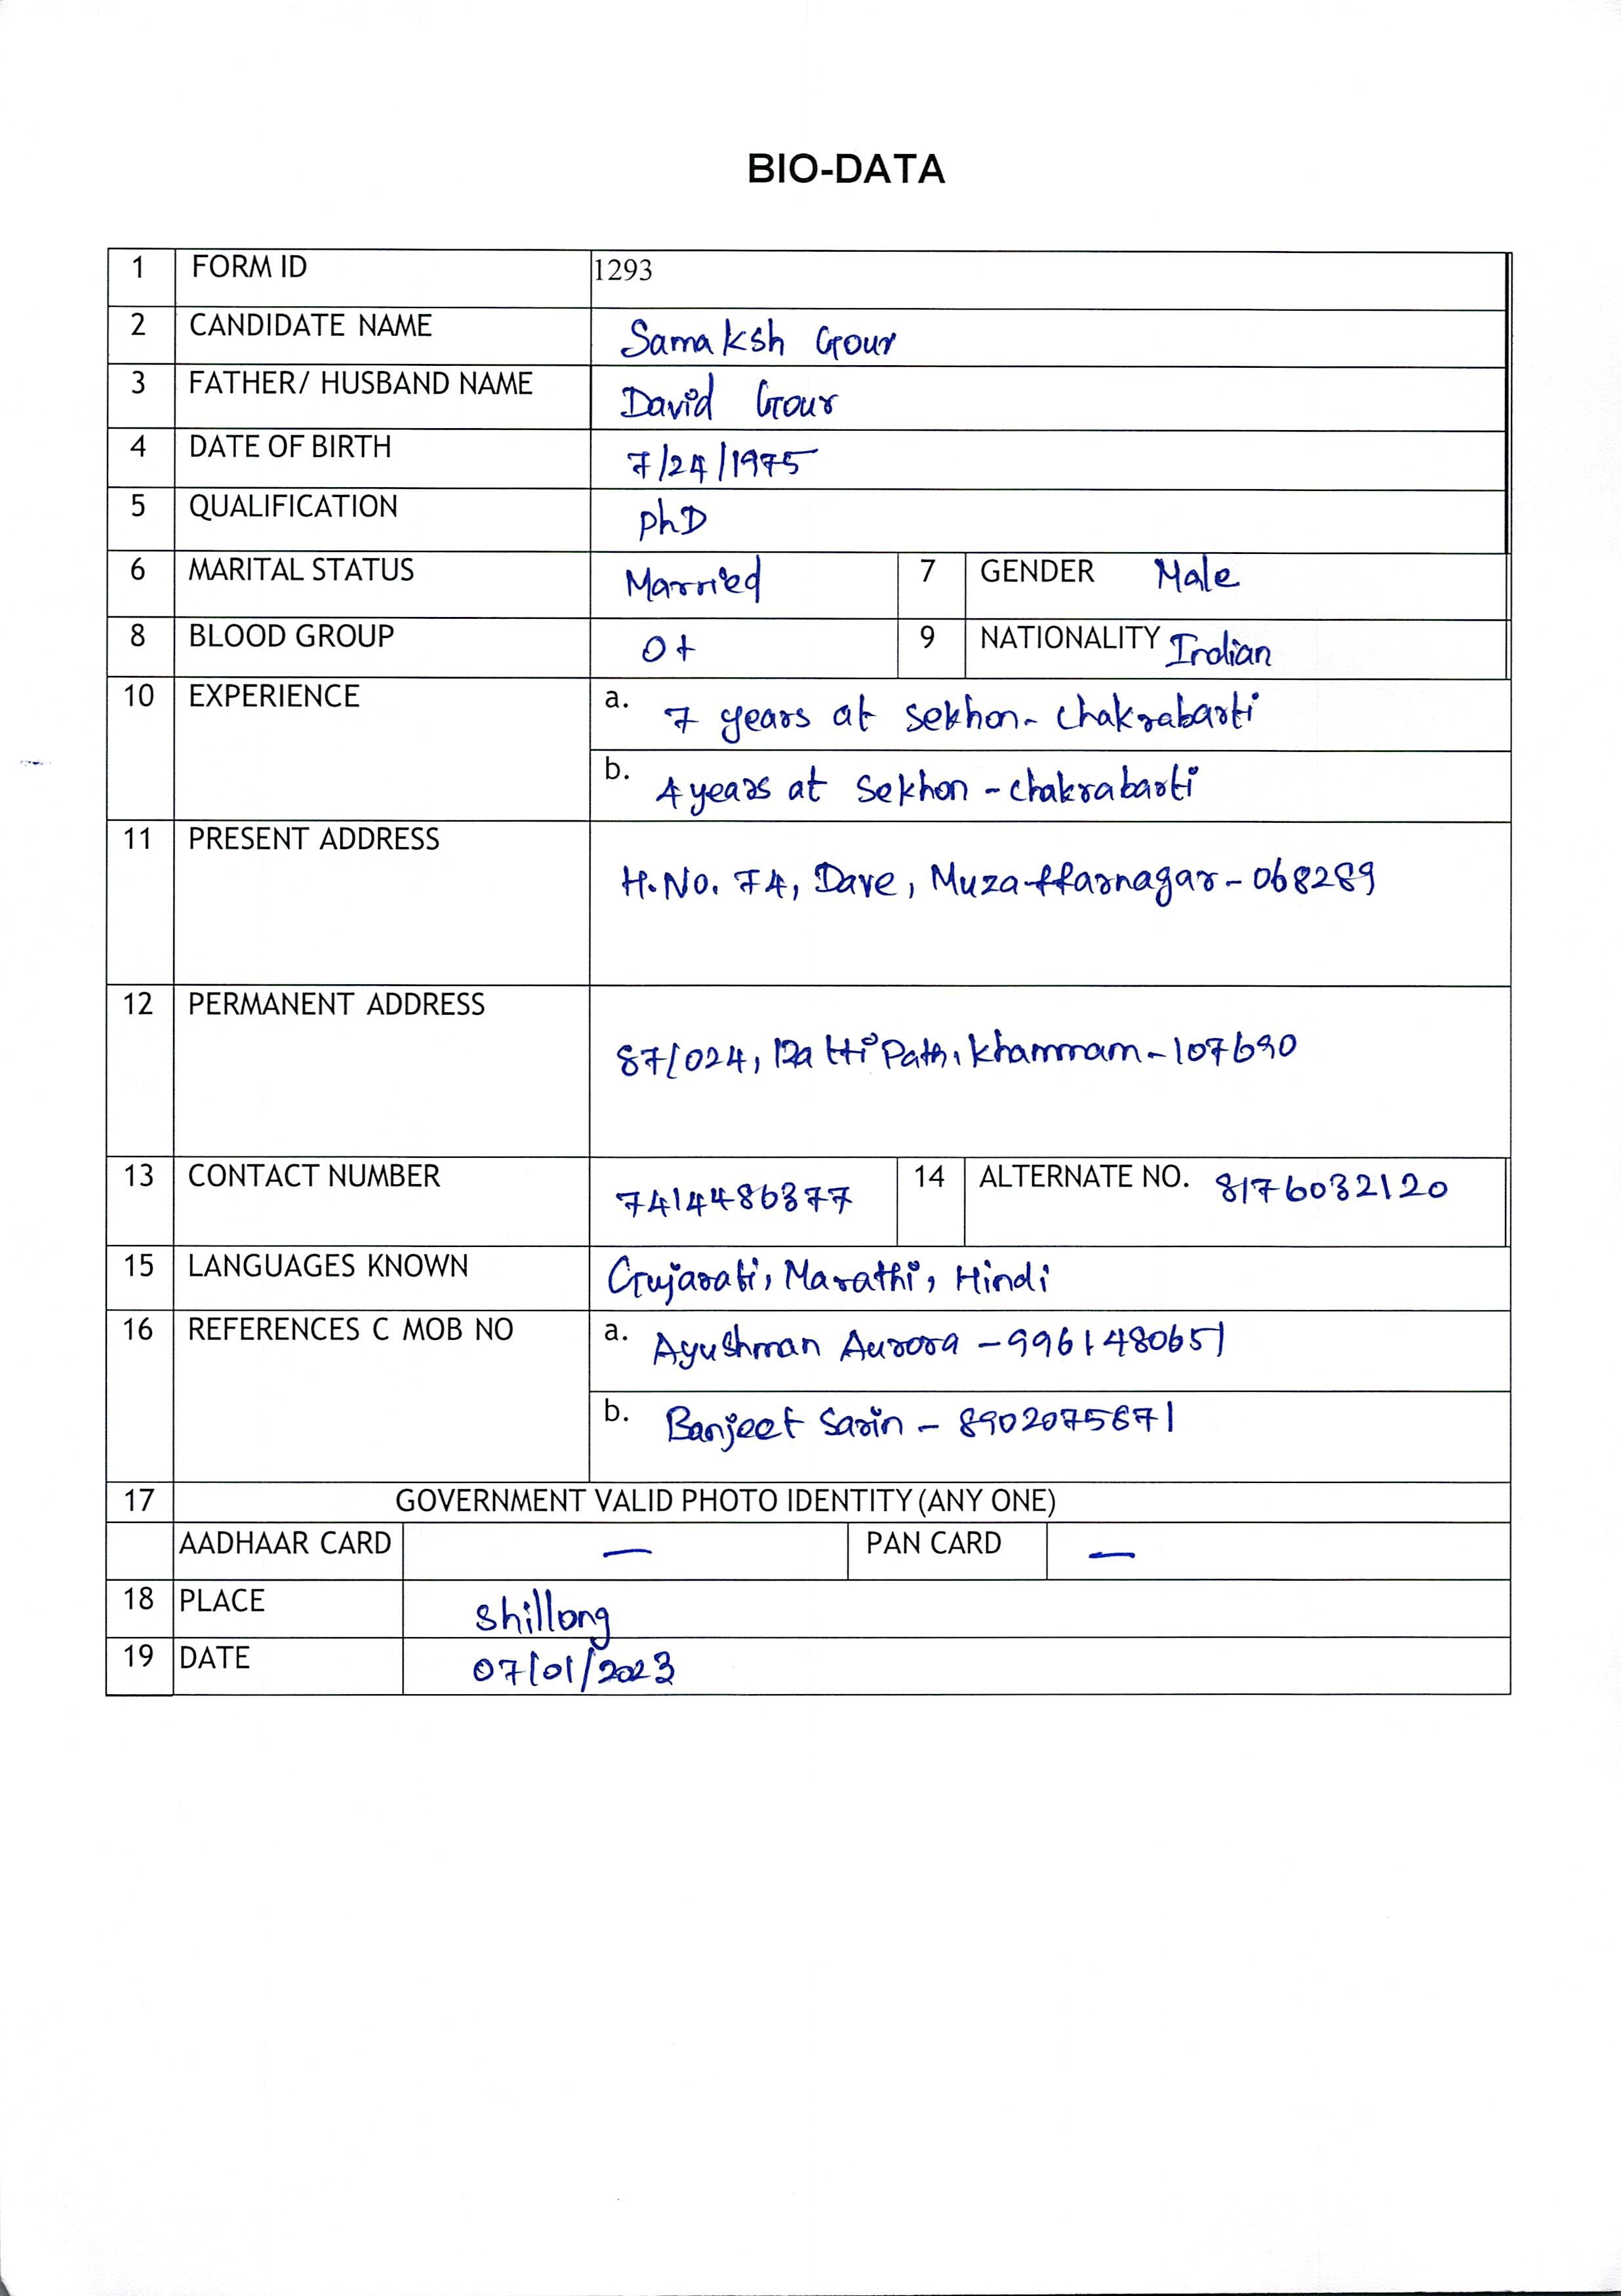 BIO-DATA
1 FORM ID 1293
2 CANDIDATE NAME Samaksh Gour
3 FATHER/ HUSBAND NAME David Gour
4 DATE OF BIRTH 7/24/1975
5 QUALIFICATION PhD
6 MARITAL STATUS Married 7 GENDER Male
8 BLOOD GROUP O+ 9 NATIONALITY Indian
10 EXPERIENCE a. 7 years at Sekhon-Chakrabarti
b. 4 years at Sekhon-Chakrabarti
11 PRESENT ADDRESS
H.No. 74, Dave, Muzaffarnagar-068289
12 PERMANENT ADDRESS
87/024, Path, Khammam-107690
13 CONTACT NUMBER 7414486377 14 ALTERNATE NO. 8176032120
15 LANGUAGES KNOWN Gujarati, Marathi, Hindi
16 REFERENCES C MOB NO a. Ayushman Aurora - 9961480651
b. Banjeet Sarin - 8902075671
17 GOVERNMENT VALID PHOTO IDENTITY (ANY ONE)
AADHAAR CARD — PAN CARD —
18 PLACE Shillong
19 DATE 07/01/2023